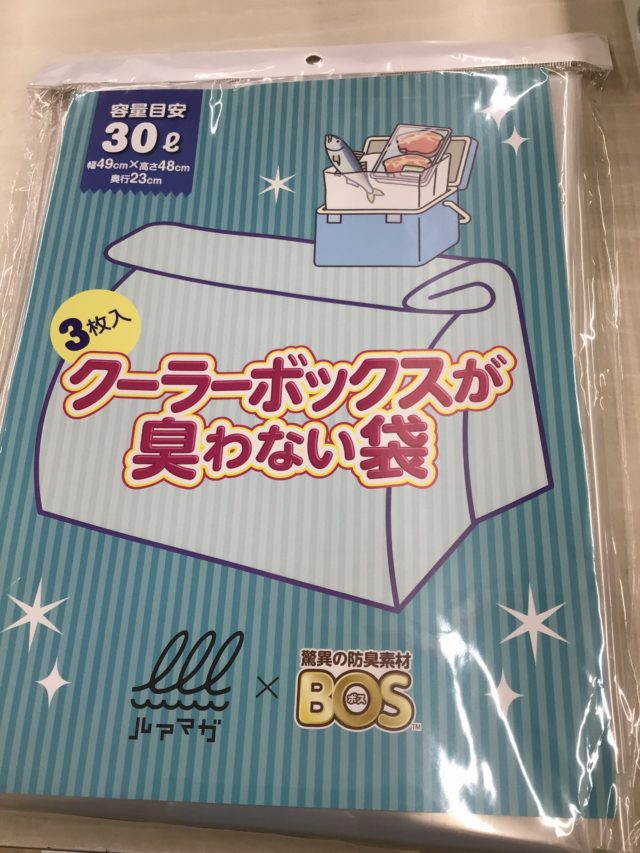 容量目安
30ℓ
幅49cm×高さ48cm
奥行23cm
3枚入
クーラーボックスが
臭わない袋
ルアマガ
×
驚異の防臭素材
BOS
ボス
TM